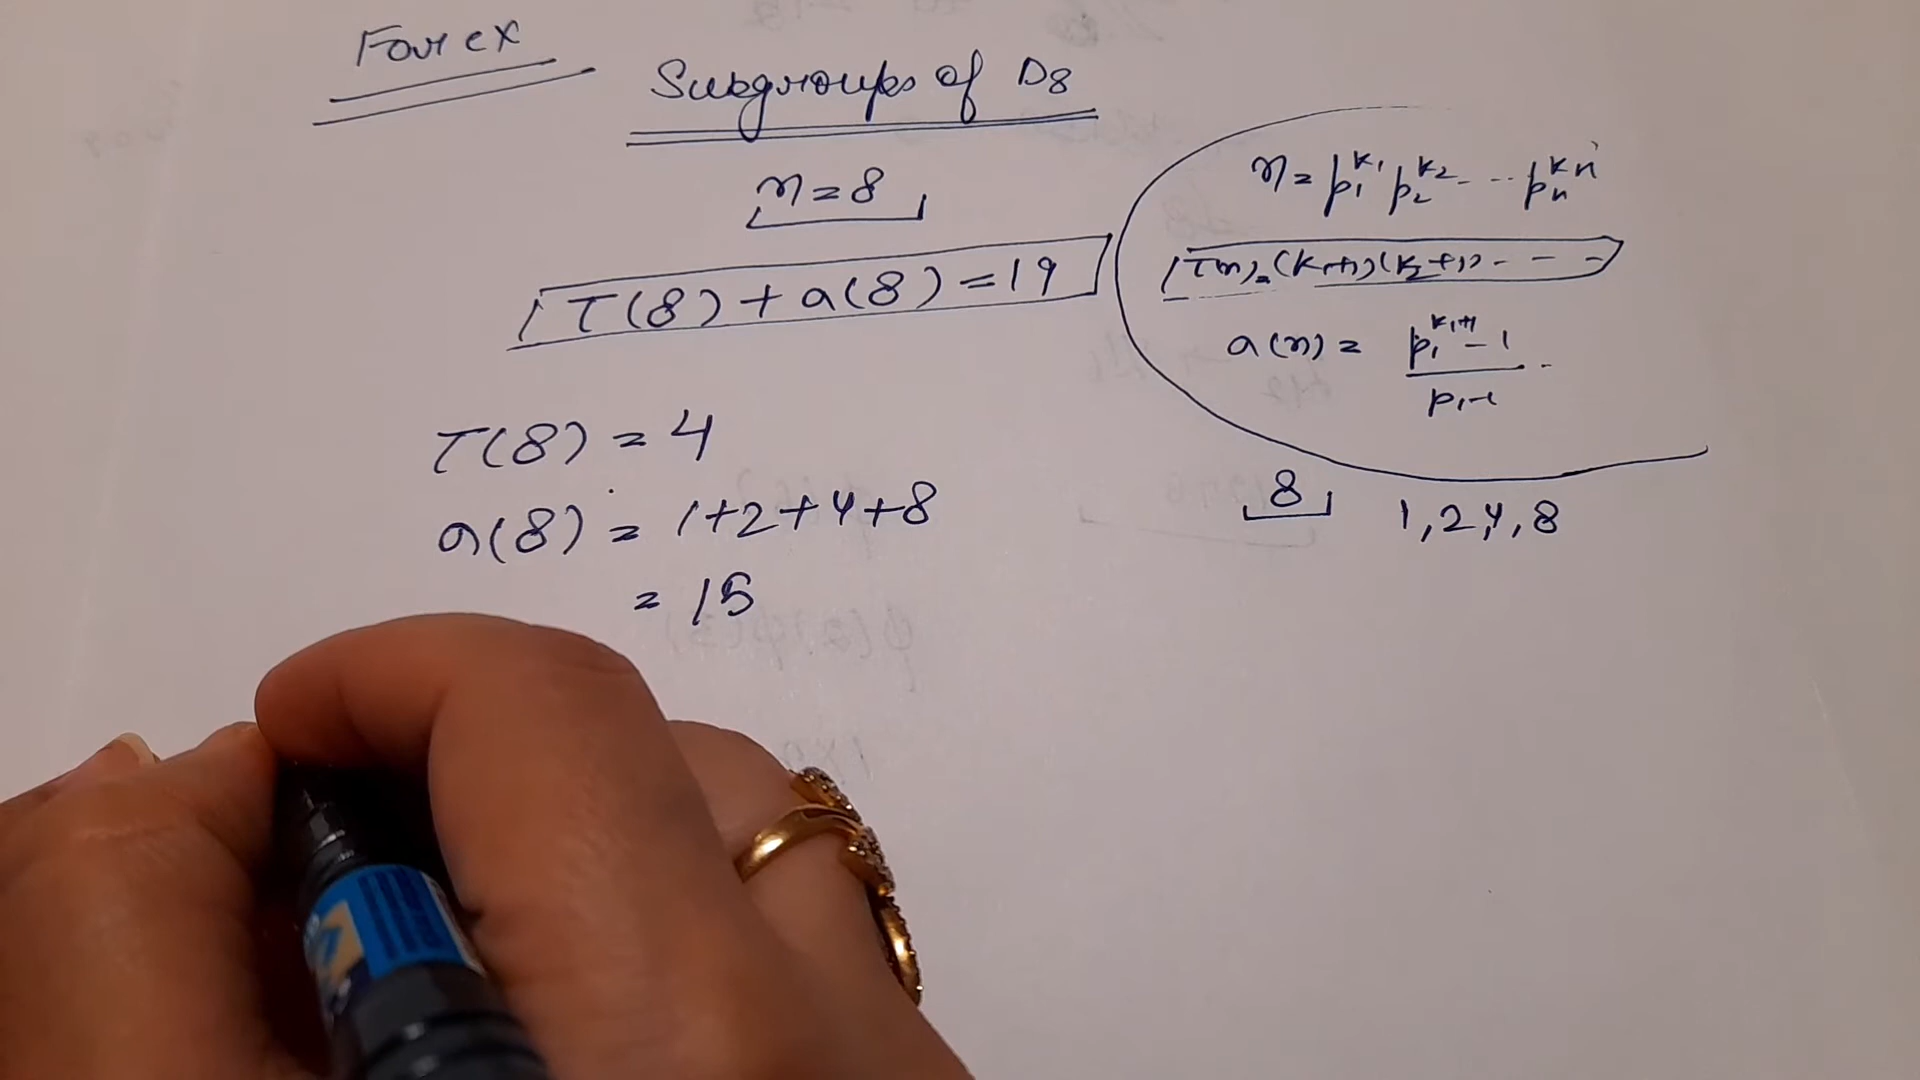 For ex
Subgroups of D8
n=8
τ(8) + a(8) = 19
n = p₁^k₁ p₂^k₂ - - - pₙ^kₙ
τ(n) = (k₁+1)(k₂+1) - - -
a(n) = (p₁^(k₁+1) - 1) / (p₁-1) .
τ(8) = 4
a(8) = 1+2+4+8
= 15
8 1,2,4,8